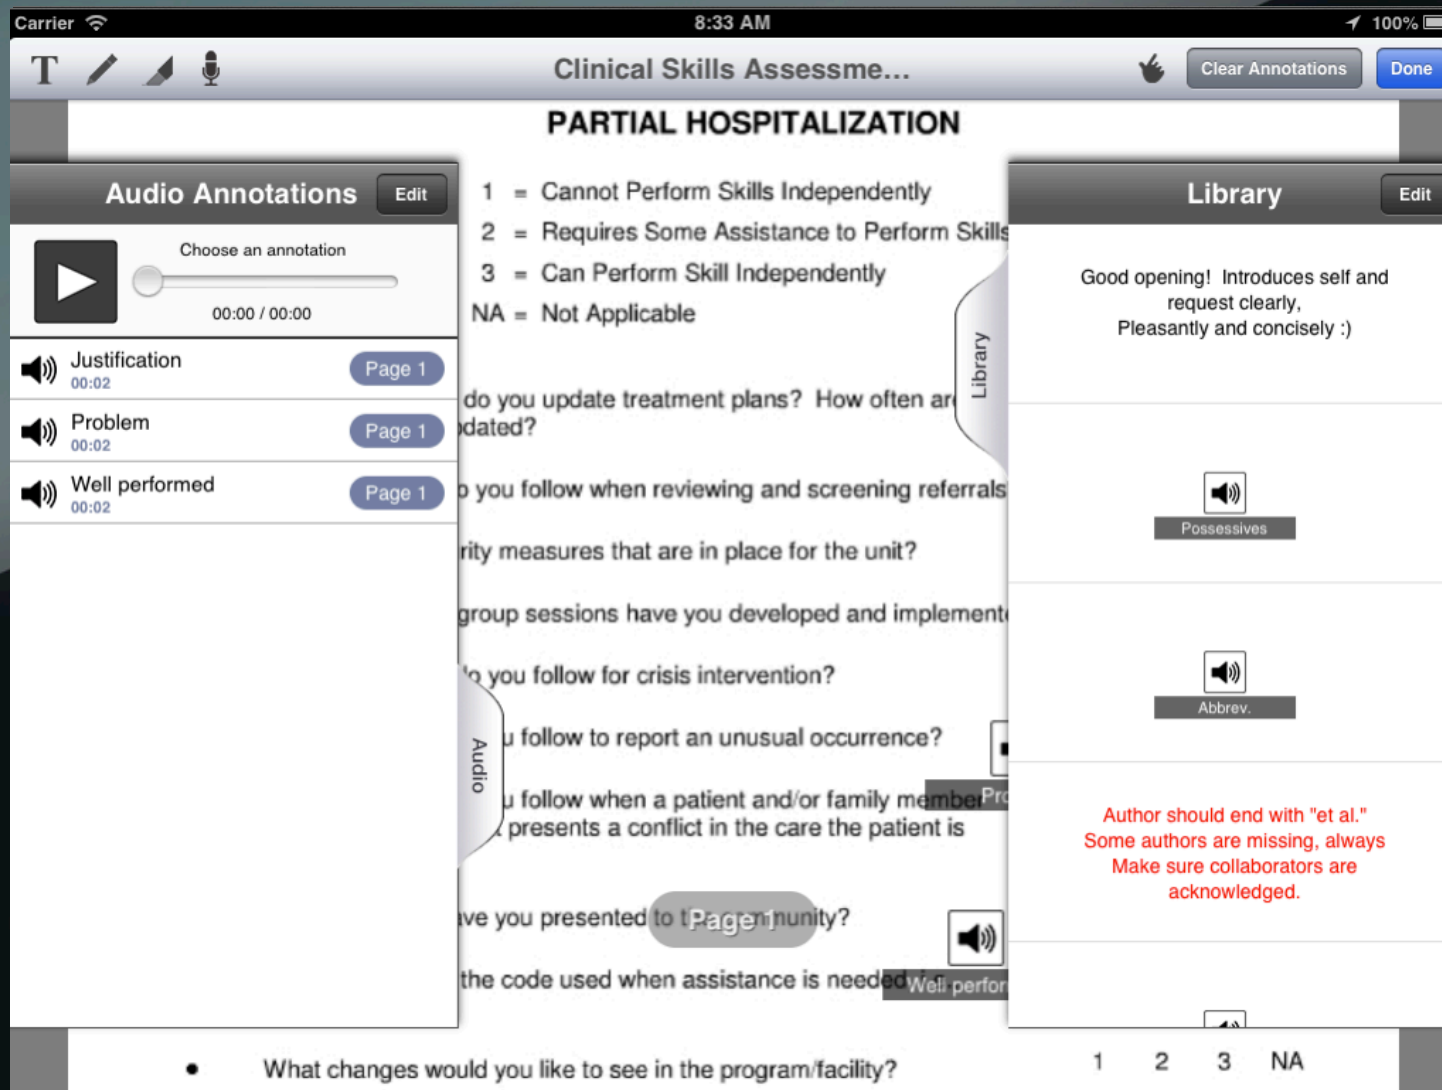 Carrier
8:33 AM
100%
T
Clinical Skills Assessme...
Clear Annotations
Done
PARTIAL HOSPITALIZATION
Audio Annotations
Edit
Choose an annotation
00:00 / 00:00
Justification
00:02
Page 1
Problem
00:02
Page 1
Well performed
00:02
Page 1
Audio
1 = Cannot Perform Skills Independently
2 = Requires Some Assistance to Perform Skills
3 = Can Perform Skill Independently
NA = Not Applicable
do you update treatment plans? How often are
dated?
you follow when reviewing and screening referrals
rity measures that are in place for the unit?
group sessions have you developed and implemente
you follow for crisis intervention?
u follow to report an unusual occurrence?
u follow when a patient and/or family member
presents a conflict in the care the patient is
ve you presented to the community?
the code used when assistance is needed
Pro
Well perfor
Page 1
What changes would you like to see in the program/facility?
1 2 3 NA
Library
Library
Edit
Good opening! Introduces self and
request clearly,
Pleasantly and concisely :)
Possessives
Abbrev.
Author should end with "et al."
Some authors are missing, always
Make sure collaborators are
acknowledged.